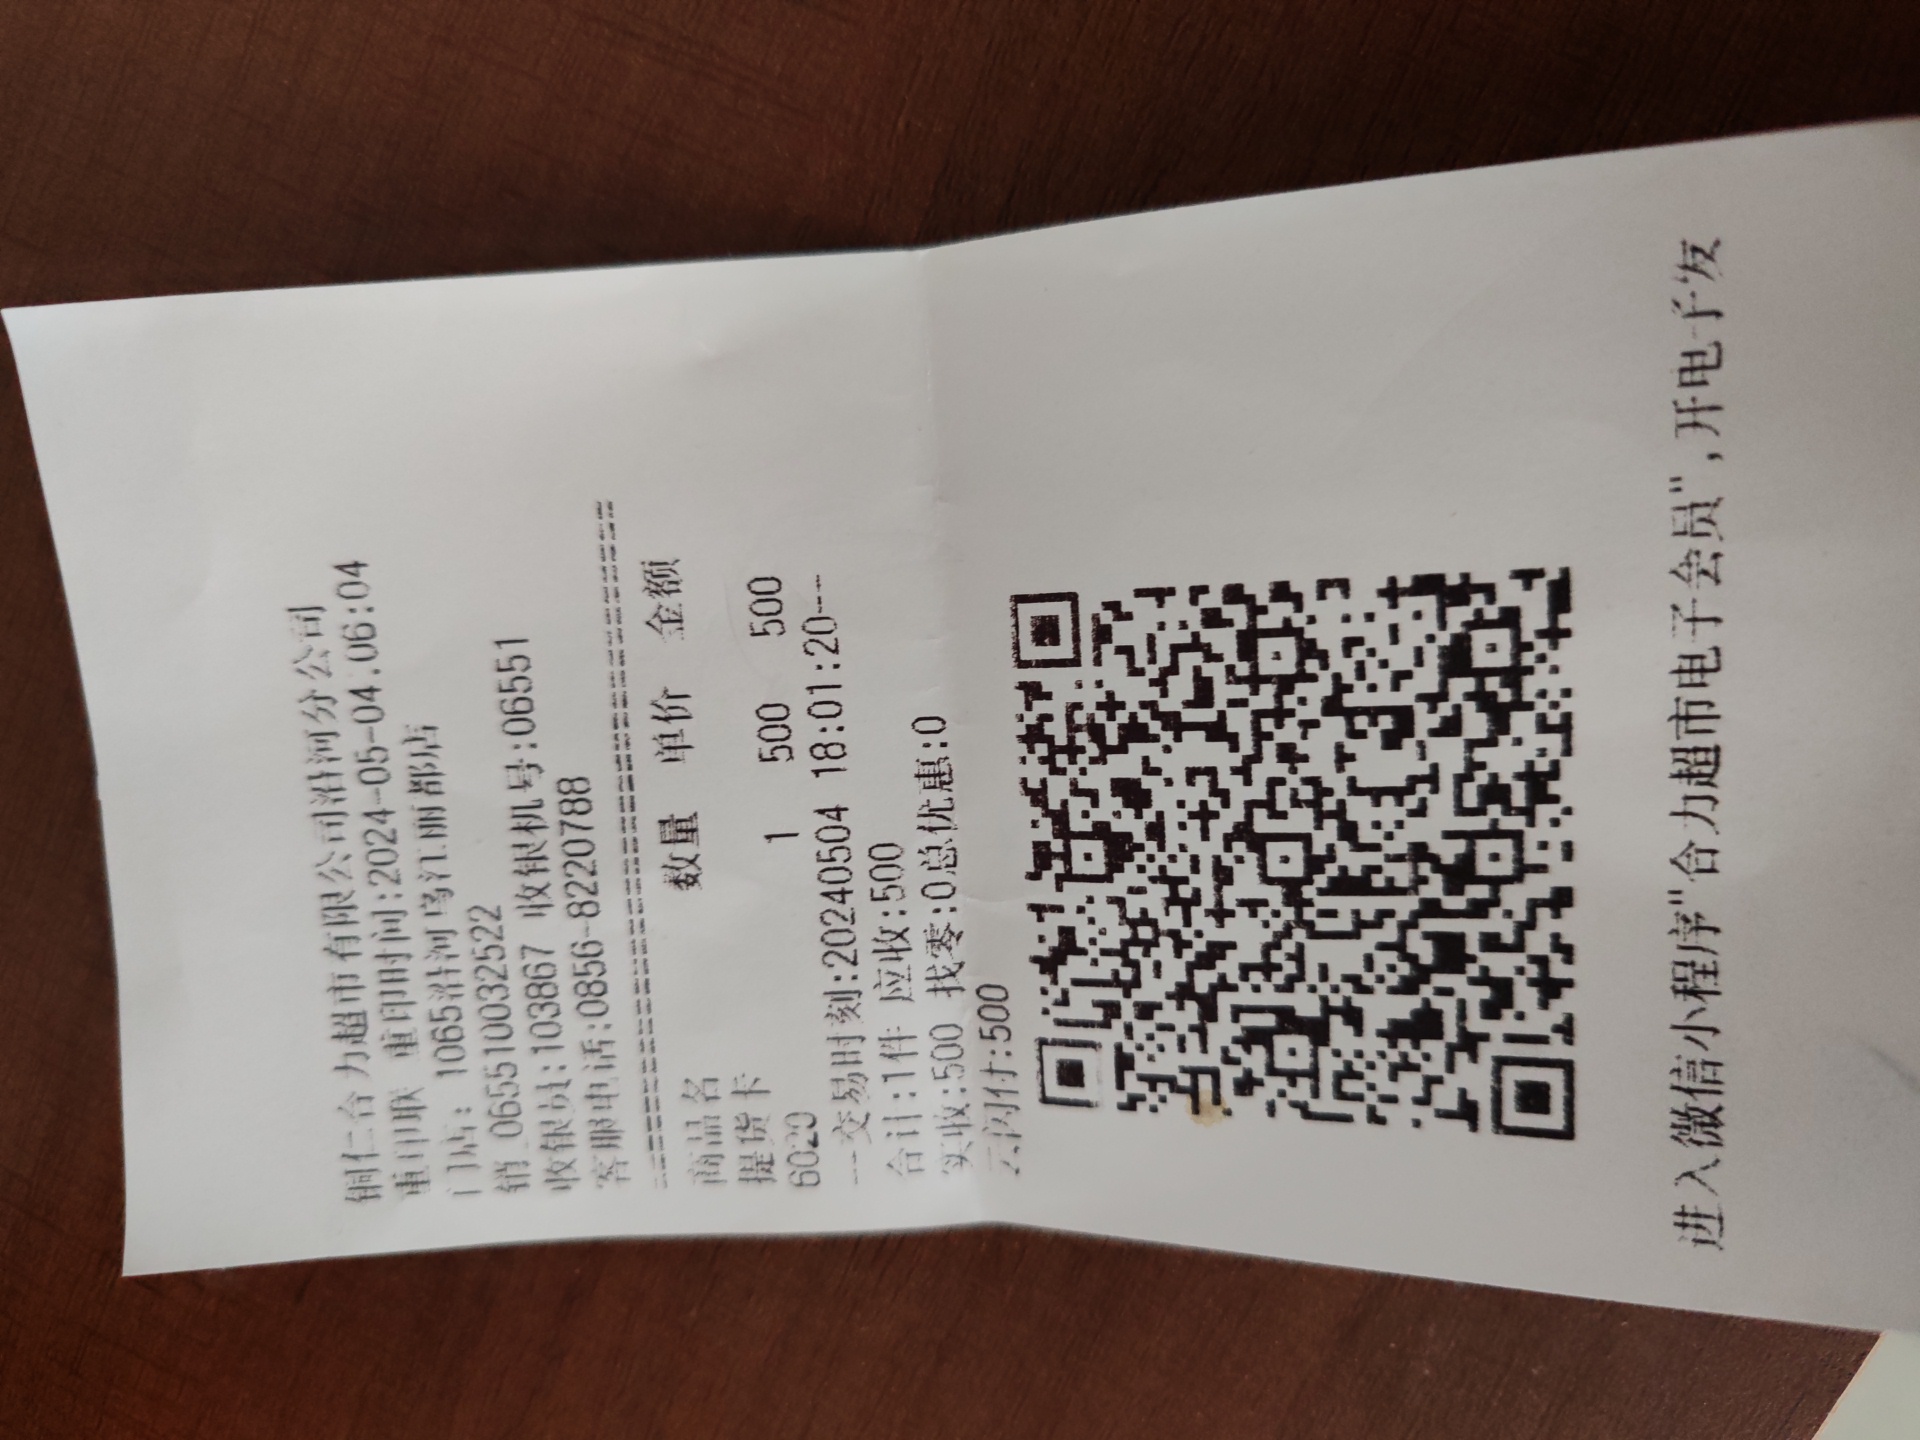 铜仁合力超市有限公司沿河分公司
重印联 重印时间:2024-05-04.06:04
门店: 1065沿河乌江丽都店
销 065510032522
收银员:103867 收银机号:06551
客服电话:0856-8220788
商品名 数量 单价 金额
提货卡
6020 1 500 500
---交易时刻:20240504 18:01:20---
合计:1件 应收:500
实收:500 找零:0总优惠:0
云闪付:500
进入微信小程序"合力超市电子会员",开电子发